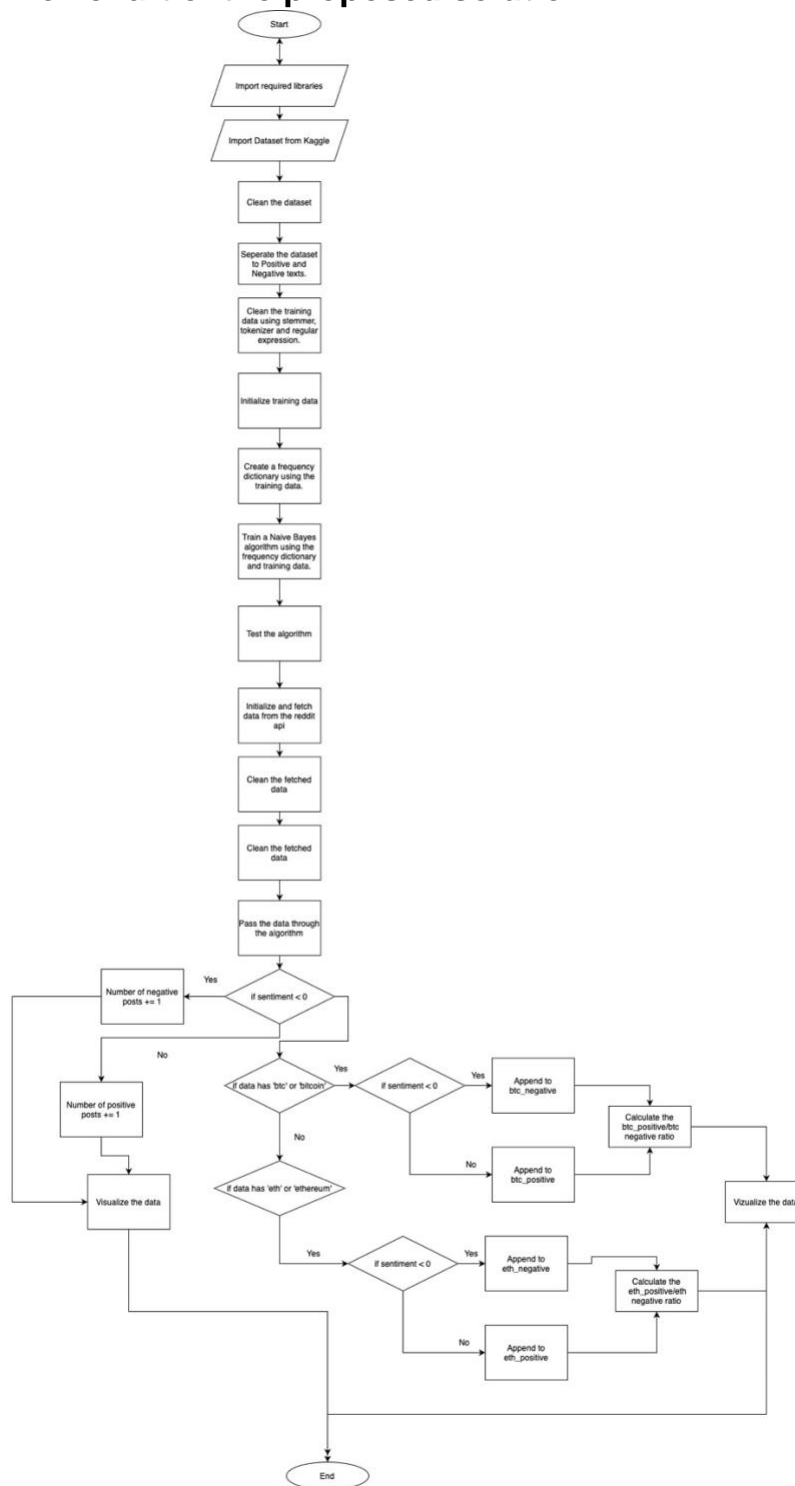 Start
Import required libraries
Import Dataset from Kaggle
Clean the dataset
Seperate the dataset
to Positive and
Negative texts.
Clean the training
data using stemmer,
tokenizer and regular
expression.
Initialize training data
Create a frequency
dictionary using the
training data.
Train a Naive Bayes
algorithm using the
frequency dictionary
and training data.
Test the algorithm
Initialize and fetch
data from the reddit
api
Clean the fetched
data
Clean the fetched
data
Pass the data through
the algorithm
Number of negative
posts += 1
Yes
if sentiment < 0
No
Number of positive
posts += 1
Visualize the data
if data has 'btc' or 'bitcoin'
Yes
if sentiment < 0
Yes
Append to
btc_negative
No
Append to
btc_positive
Calculate the
btc_positive/btc
negative ratio
No
if data has 'eth' or 'ethereum'
Yes
if sentiment < 0
Yes
Append to
eth_negative
No
Append to
eth_positive
Calculate the
eth_positive/eth
negative ratio
Vizualize the data
End